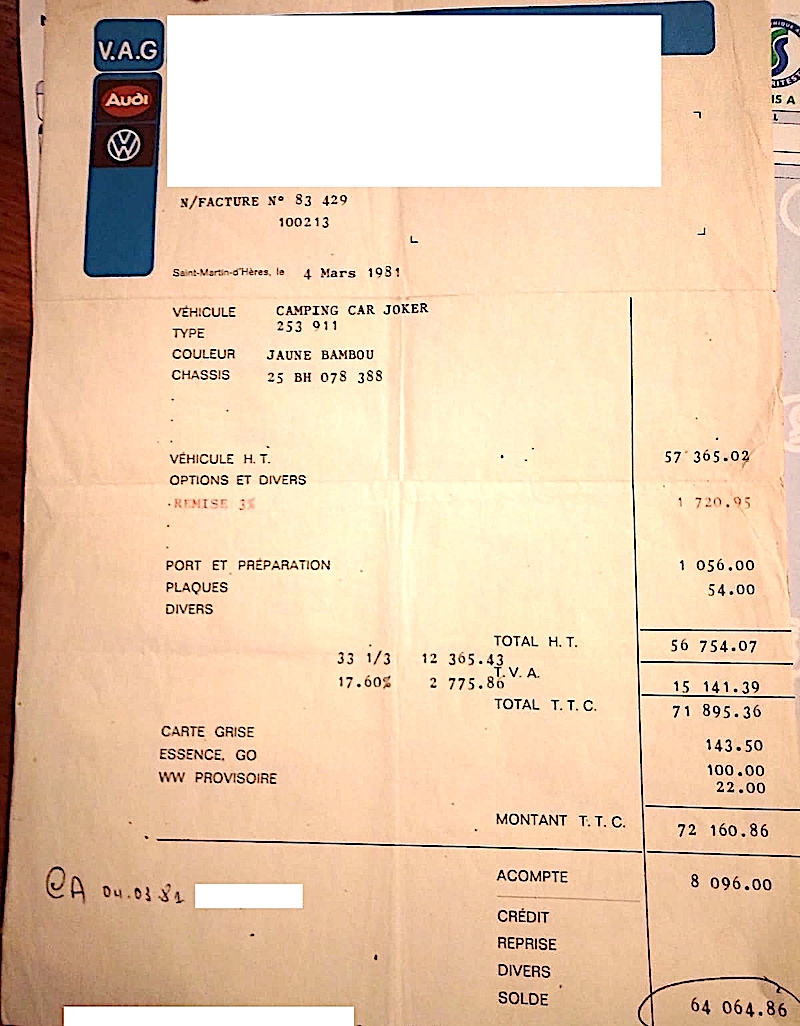 V.A.G
Audi
N/FACTURE N° 83 429
100213
Saint-Martin-d'Hères, le 4 Mars 1981
VÉHICULE CAMPING CAR JOKER
TYPE 253 911
COULEUR JAUNE BAMBOU
CHASSIS 25 BH 078 388
VÉHICULE H. T. 57 365.02
OPTIONS ET DIVERS
REMISE 3% 1 720.95
PORT ET PRÉPARATION 1 056.00
PLAQUES 54.00
DIVERS
TOTAL H. T. 56 754.07
33 1/3 12 365.43
T. V. A. 15 141.39
17.60% 2 775.86
TOTAL T. T. C. 71 895.36
CARTE GRISE 143.50
ESSENCE, GO 100.00
WW PROVISOIRE 22.00
MONTANT T. T. C. 72 160.86
CA 04.03.81
ACOMPTE 8 096.00
CRÉDIT
REPRISE
DIVERS
SOLDE 64 064.86